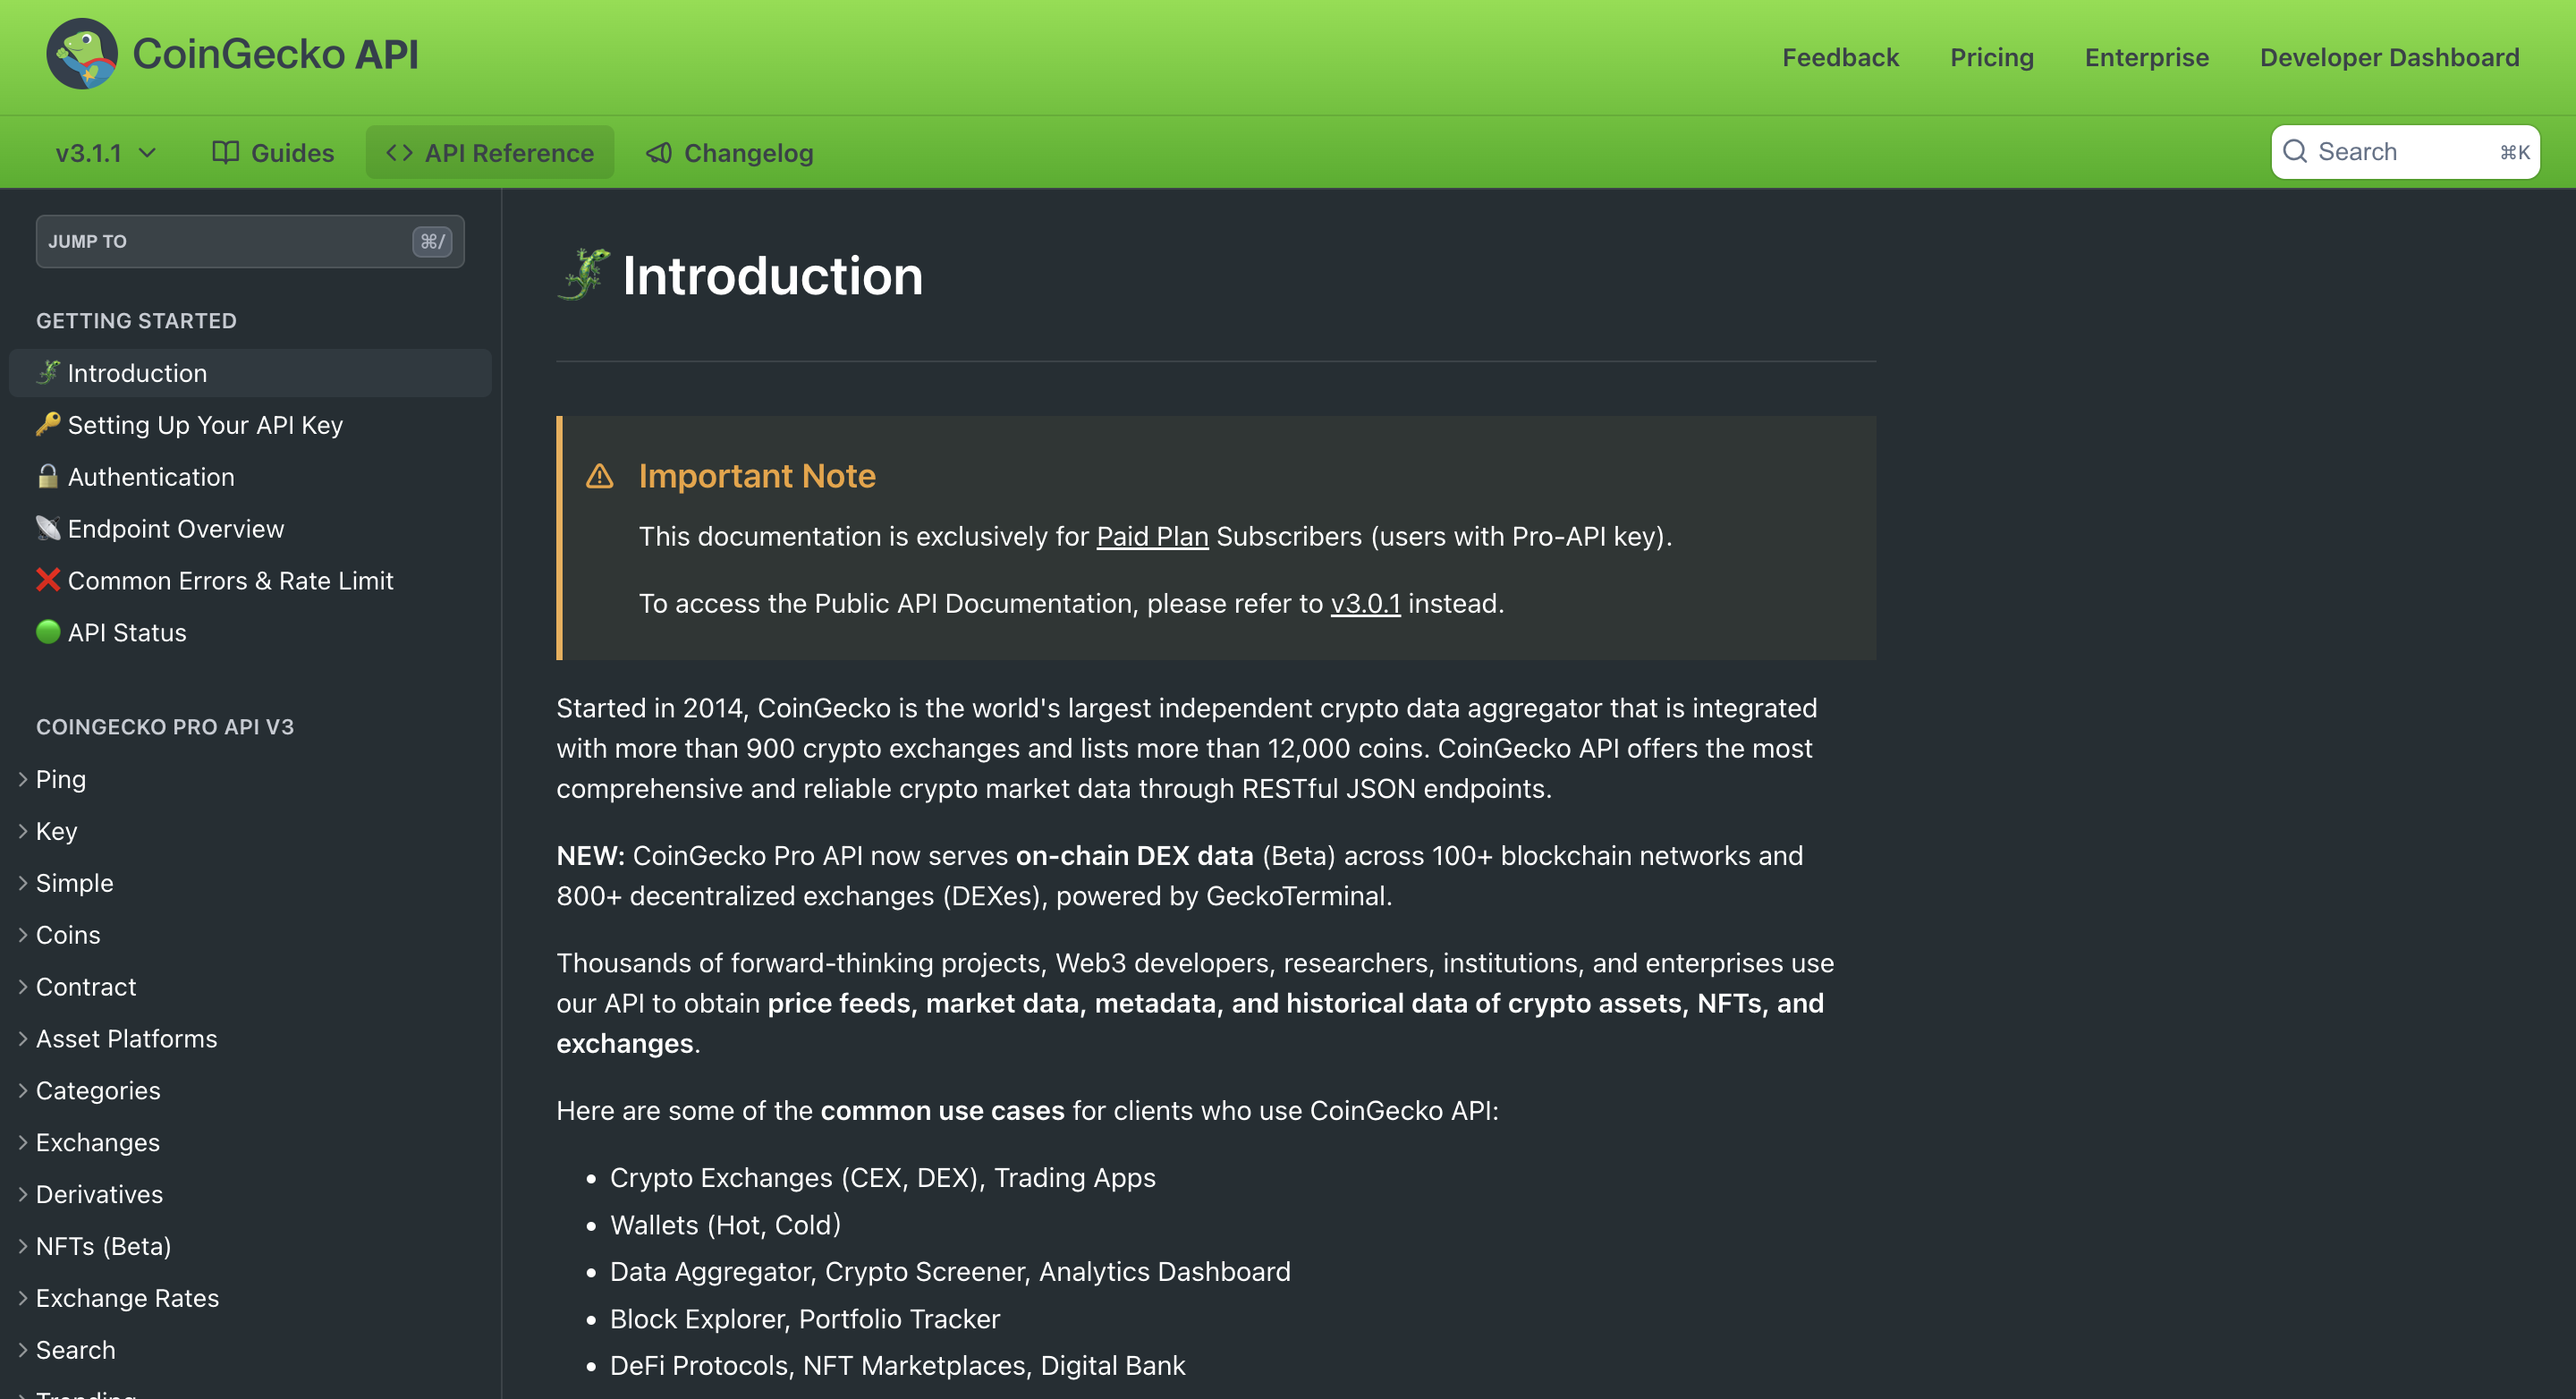 CoinGecko API
Feedback
Pricing
Enterprise
Developer Dashboard
v3.1.1
Guides
API Reference
Changelog
Search
⌘K
JUMP TO
⌘/
GETTING STARTED
Introduction
Setting Up Your API Key
Authentication
Endpoint Overview
Common Errors & Rate Limit
API Status
COINGECKO PRO API V3
Ping
Key
Simple
Coins
Contract
Asset Platforms
Categories
Exchanges
Derivatives
NFTs (Beta)
Exchange Rates
Search
Trending
Introduction
Important Note
This documentation is exclusively for Paid Plan Subscribers (users with Pro-API key).
To access the Public API Documentation, please refer to v3.0.1 instead.
Started in 2014, CoinGecko is the world's largest independent crypto data aggregator that is integrated
with more than 900 crypto exchanges and lists more than 12,000 coins. CoinGecko API offers the most
comprehensive and reliable crypto market data through RESTful JSON endpoints.
NEW: CoinGecko Pro API now serves on-chain DEX data (Beta) across 100+ blockchain networks and
800+ decentralized exchanges (DEXes), powered by GeckoTerminal.
Thousands of forward-thinking projects, Web3 developers, researchers, institutions, and enterprises use
our API to obtain price feeds, market data, metadata, and historical data of crypto assets, NFTs, and
exchanges.
Here are some of the common use cases for clients who use CoinGecko API:
• Crypto Exchanges (CEX, DEX), Trading Apps
• Wallets (Hot, Cold)
• Data Aggregator, Crypto Screener, Analytics Dashboard
• Block Explorer, Portfolio Tracker
• DeFi Protocols, NFT Marketplaces, Digital Bank